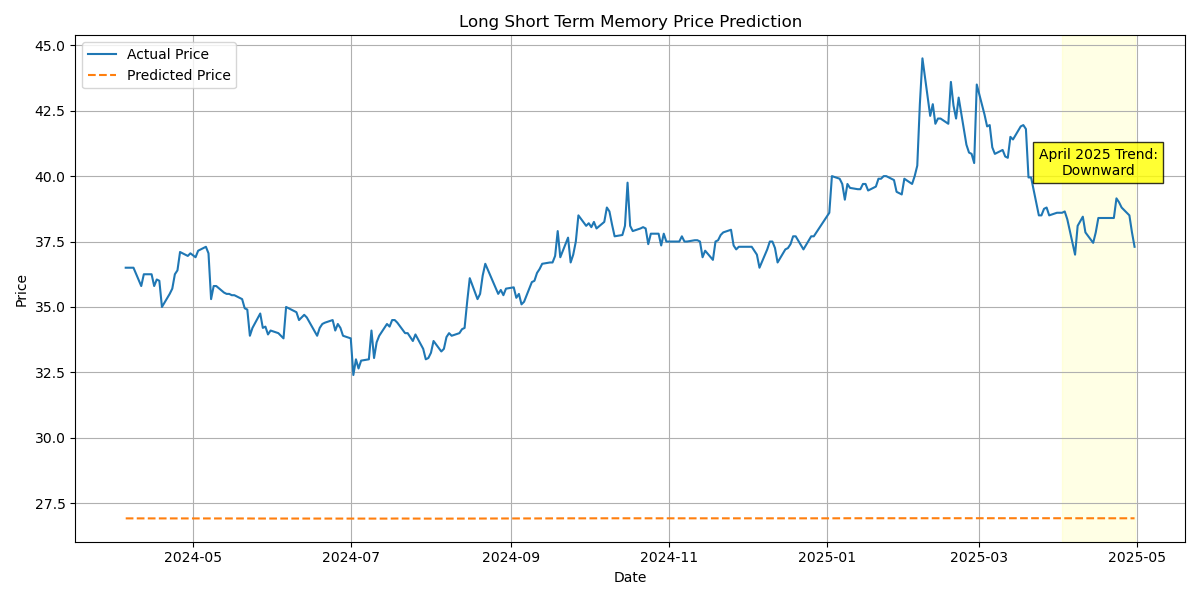 Long Short Term Memory Price Prediction
Actual Price
Predicted Price
April 2025 Trend:
Downward
45.0
42.5
40.0
37.5
35.0
32.5
30.0
27.5
Price
2024-05
2024-07
2024-09
2024-11
2025-01
2025-03
2025-05
Date